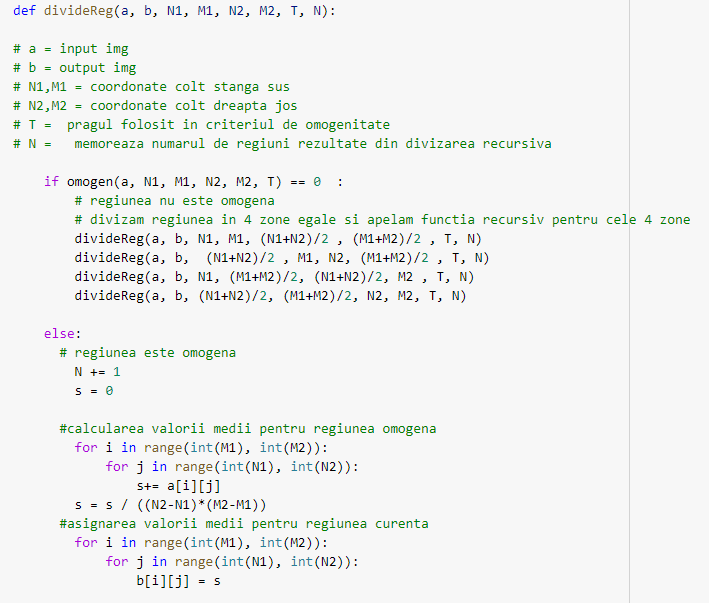 def divideReg(a, b, N1, M1, N2, M2, T, N):
# a = input img
# b = output img
# N1,M1 = coordonate colt stanga sus
# N2,M2 = coordonate colt dreapta jos
# T =  pragul folosit in criteriul de omogenitate
# N =   memoreaza numarul de regiuni rezultate din divizarea recursiva
    if omogen(a, N1, M1, N2, M2, T) == 0  :
        # regiunea nu este omogena
        # divizam regiunea in 4 zone egale si apelam functia recursiv pentru cele 4 zone
        divideReg(a, b, N1, M1, (N1+N2)/2 , (M1+M2)/2 , T, N)
        divideReg(a, b,  (N1+N2)/2 , M1, N2, (M1+M2)/2 , T, N)
        divideReg(a, b, N1, (M1+M2)/2, (N1+N2)/2, M2 , T, N)
        divideReg(a, b, (N1+N2)/2, (M1+M2)/2, N2, M2, T, N)
    else:
      # regiunea este omogena
        N += 1
        s = 0
      #calcularea valorii medii pentru regiunea omogena
        for i in range(int(M1), int(M2)):
            for j in range(int(N1), int(N2)):
                s+= a[i][j]
        s = s / ((N2-N1)*(M2-M1))
      #asignarea valorii medii pentru regiunea curenta
        for i in range(int(M1), int(M2)):
            for j in range(int(N1), int(N2)):
                b[i][j] = s